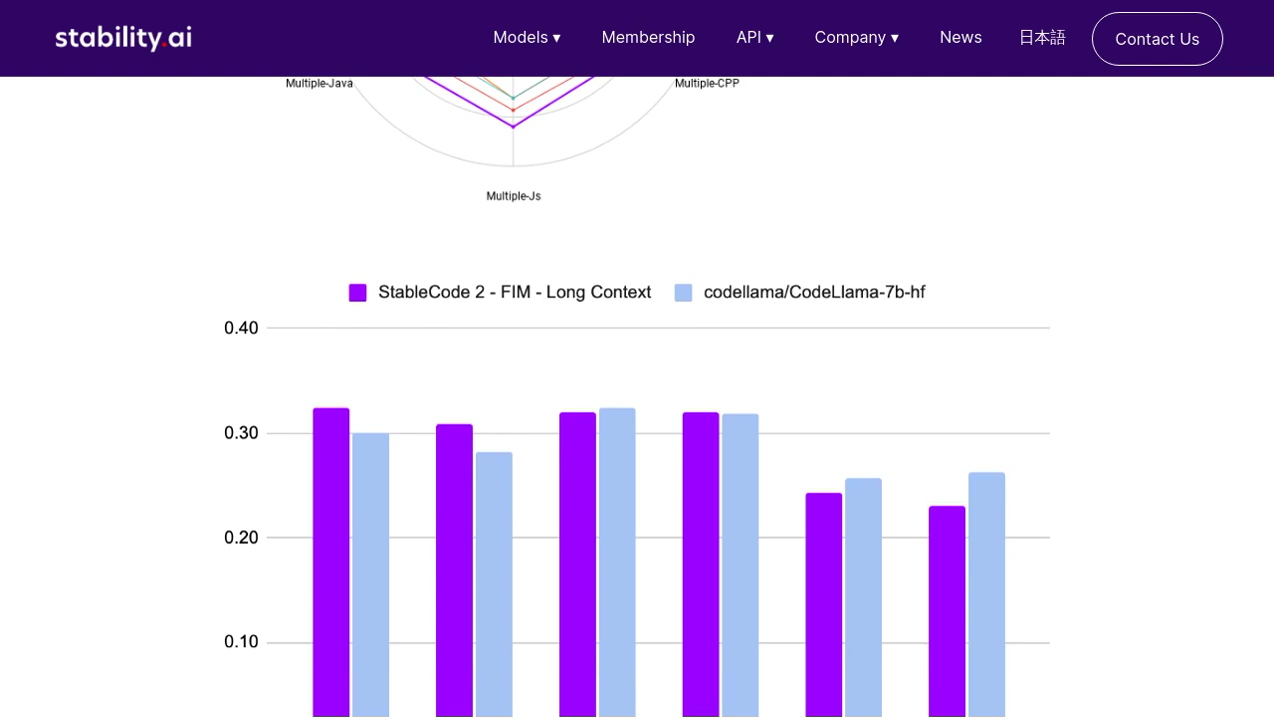 stability.ai
Models ▾
Membership
API ▾
Company ▾
News
日本語
Contact Us
Multiple-Java
Multiple-CPP
Multiple-Js
StableCode 2 - FIM - Long Context
codellama/CodeLlama-7b-hf
0.40
0.30
0.20
0.10